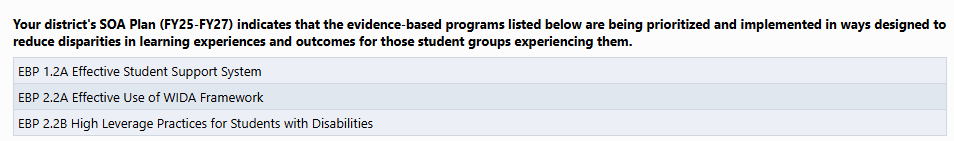 Your district's SOA Plan (FY25-FY27) indicates that the evidence-based programs listed below are being prioritized and implemented in ways designed to
reduce disparities in learning experiences and outcomes for those student groups experiencing them.
EBP 1.2A Effective Student Support System
EBP 2.2A Effective Use of WIDA Framework
EBP 2.2B High Leverage Practices for Students with Disabilities